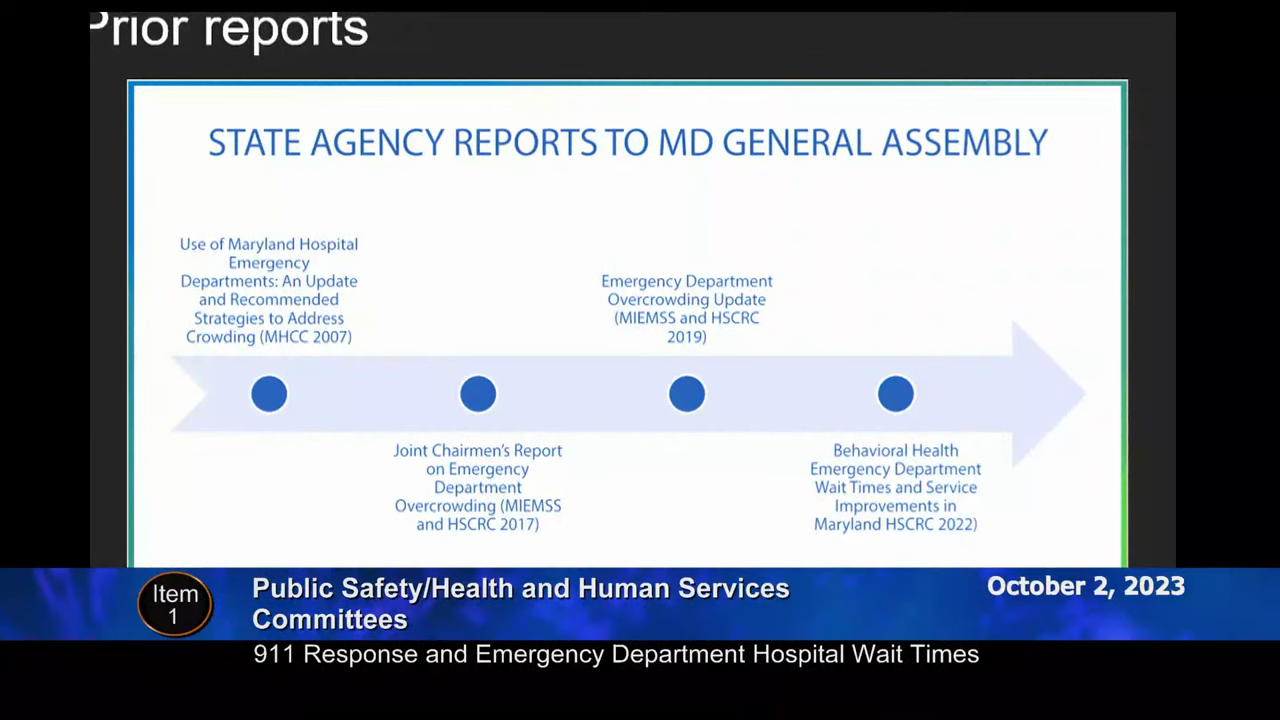 Prior reports
STATE AGENCY REPORTS TO MD GENERAL ASSEMBLY
Use of Maryland Hospital
Emergency
Departments: An Update
and Recommended
Strategies to Address
Crowding (MHCC 2007)
Joint Chairmen's Report
on Emergency
Department
Overcrowding (MIEMSS
and HSCRC 2017)
Emergency Department
Overcrowding Update
(MIEMSS and HSCRC
2019)
Behavioral Health
Emergency Department
Wait Times and Service
Improvements in
Maryland HSCRC 2022)
Item
1
Public Safety/Health and Human Services
Committees
October 2, 2023
911 Response and Emergency Department Hospital Wait Times